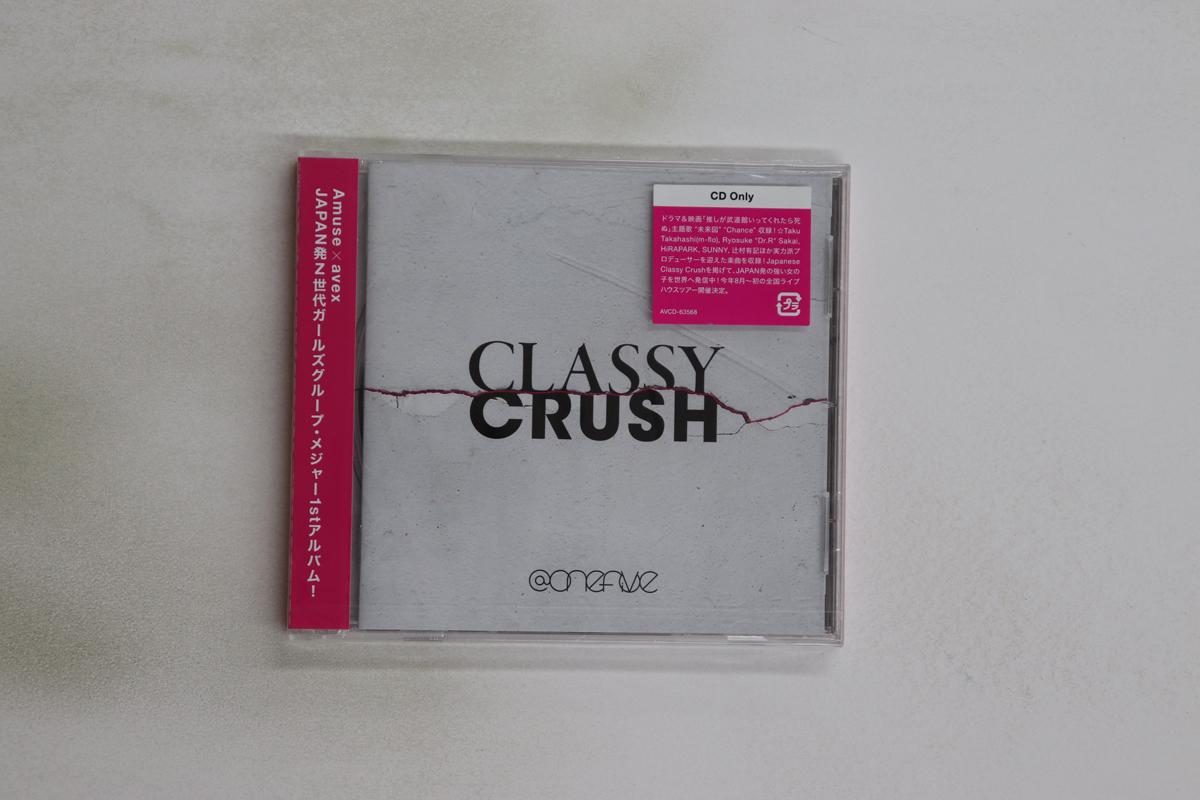 Amuse×avex
JAPAN発Z世代ガールズグループ・メジャー1stアルバム！
CD Only
ドラマ＆映画「推しが武道館いってくれたら死
ぬ」主題歌 "未来図" "Chance" 収録！☆Taku
Takahashi(m-flo), Ryosuke "Dr.R" Sakai,
HiRAPARK, SUNNY, 辻村有記ほか実力派プ
ロデューサーを迎えた楽曲を収録！Japanese
Classy Crushを掲げて、JAPAN発の強い女の
子を世界へ発信中！今年8月〜初の全国ライブ
ハウスツアー開催決定。
AVCD-63568
プラ
CLASSY
CRUSH
@onefive